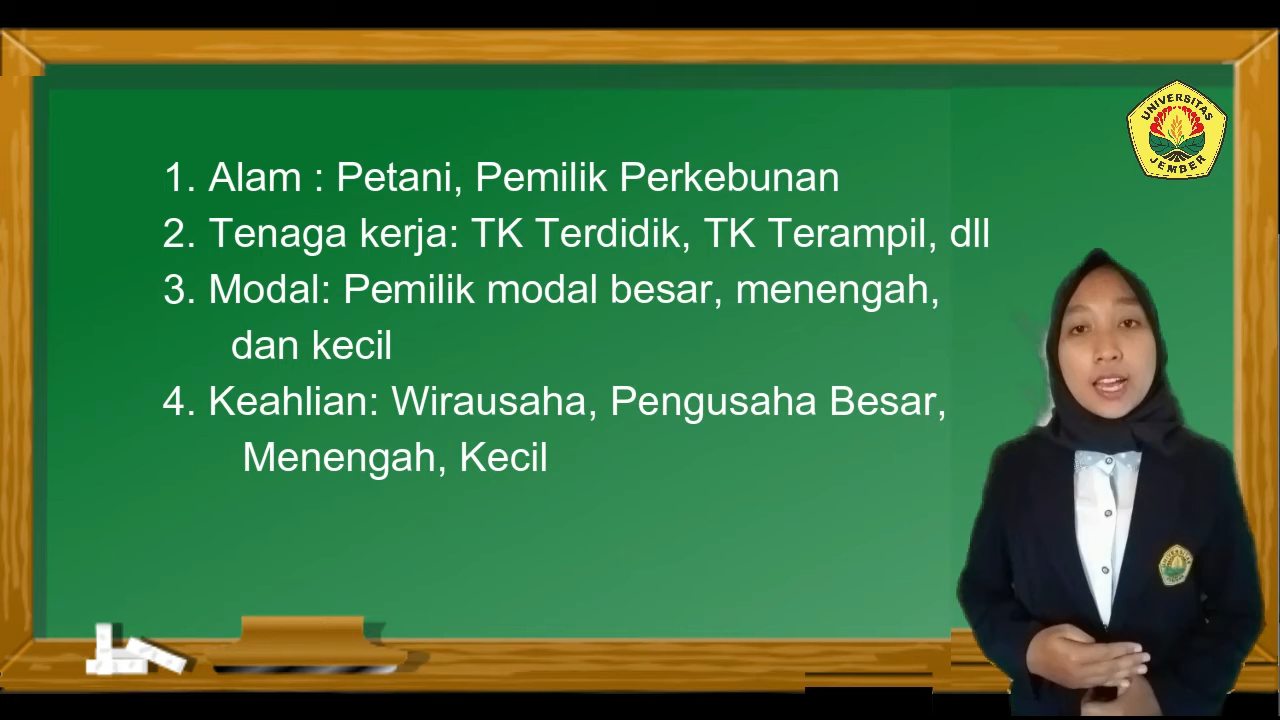 1. Alam : Petani, Pemilik Perkebunan
2. Tenaga kerja: TK Terdidik, TK Terampil, dll
3. Modal: Pemilik modal besar, menengah,
dan kecil
4. Keahlian: Wirausaha, Pengusaha Besar,
Menengah, Kecil
UNIVERSITAS
JEMBER